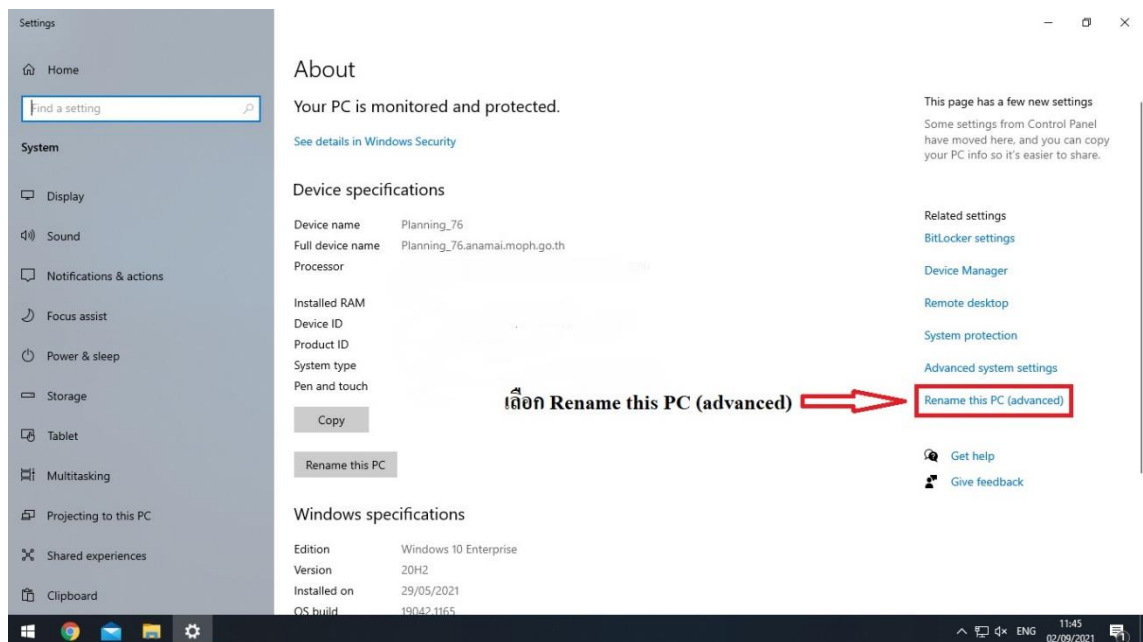 Settings
Home
Find a setting
System
Display
Sound
Notifications & actions
Focus assist
Power & sleep
Storage
Tablet
Multitasking
Projecting to this PC
Shared experiences
Clipboard
About
Your PC is monitored and protected.
See details in Windows Security
Device specifications
Device name Planning_76
Full device name Planning_76.anamai.moph.go.th
Processor
Installed RAM
Device ID
Product ID
System type
Pen and touch
Copy
Rename this PC
Windows specifications
Edition Windows 10 Enterprise
Version 20H2
Installed on 29/05/2021
OS build 19042.1165
เลือก Rename this PC (advanced)
This page has a few new settings
Some settings from Control Panel
have moved here, and you can copy
your PC info so it's easier to share.
Related settings
BitLocker settings
Device Manager
Remote desktop
System protection
Advanced system settings
Rename this PC (advanced)
Get help
Give feedback
ENG
11:45
02/09/2021